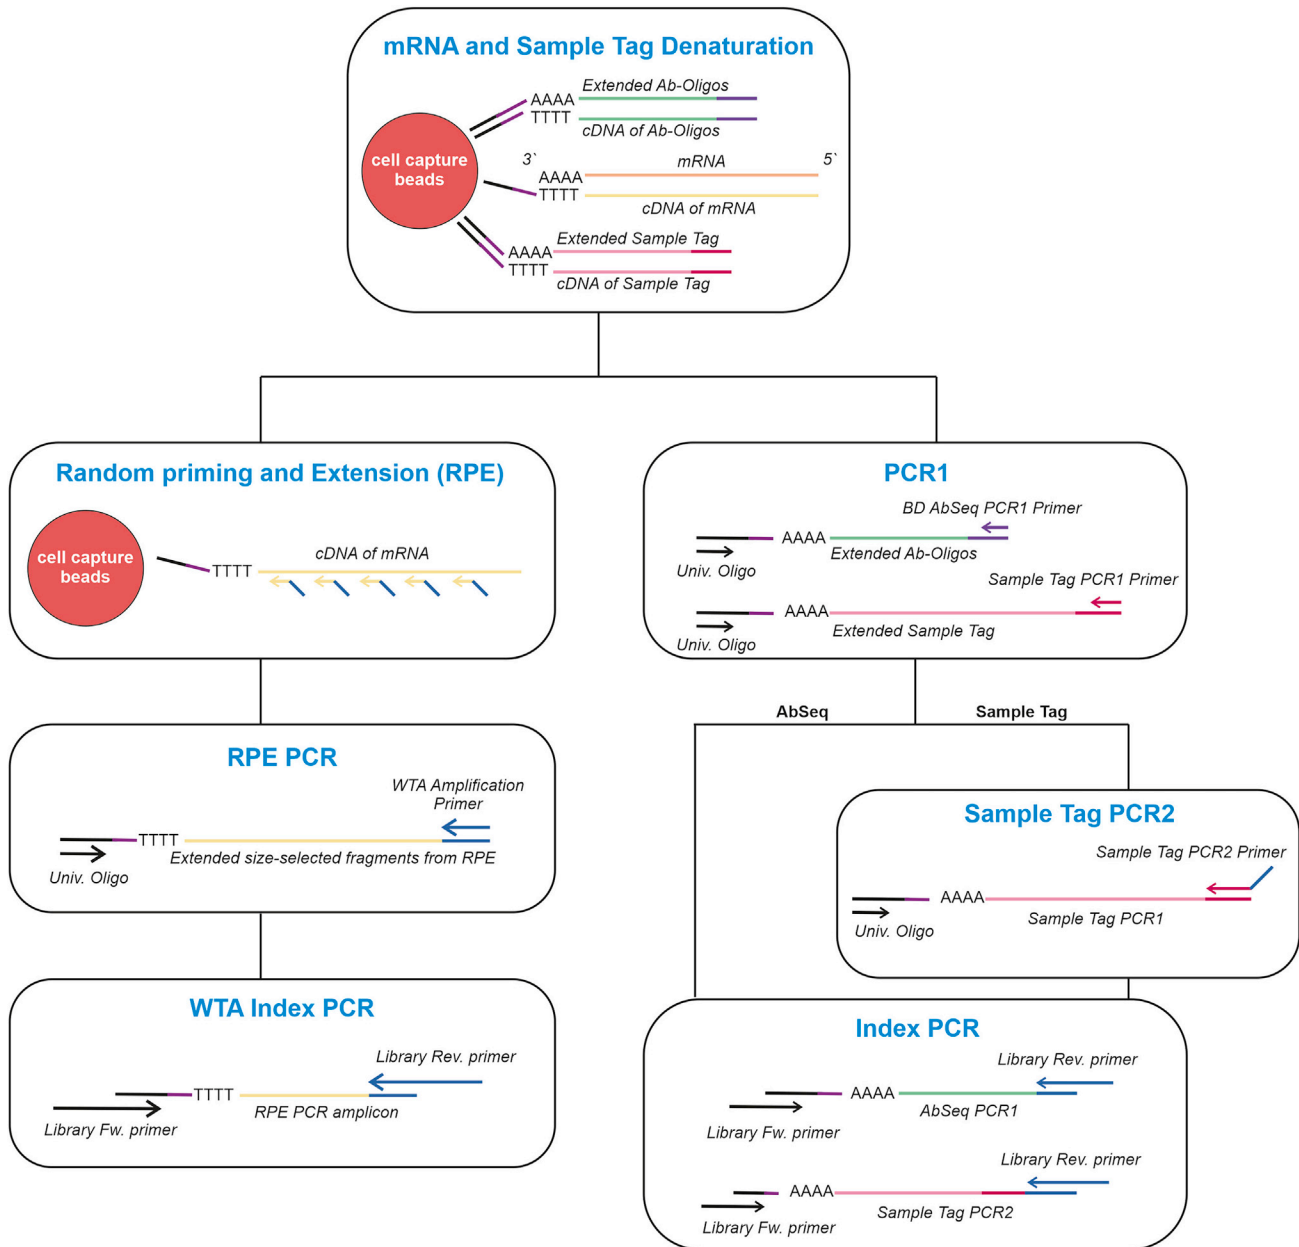 mRNA and Sample Tag Denaturation
Extended Ab-Oligos
AAAA
TTTT
cDNA of Ab-Oligos
cell capture
beads
3`
mRNA
5`
AAAA
TTTT
cDNA of mRNA
Extended Sample Tag
AAAA
TTTT
cDNA of Sample Tag
Random priming and Extension (RPE)
cell capture
beads
cDNA of mRNA
TTTT
PCR1
BD AbSeq PCR1 Primer
AAAA
Extended Ab-Oligos
Univ. Oligo
Sample Tag PCR1 Primer
AAAA
Extended Sample Tag
Univ. Oligo
AbSeq
Sample Tag
RPE PCR
WTA Amplification
Primer
TTTT
Extended size-selected fragments from RPE
Univ. Oligo
Sample Tag PCR2
Sample Tag PCR2 Primer
AAAA
Sample Tag PCR1
Univ. Oligo
WTA Index PCR
Library Rev. primer
TTTT
RPE PCR amplicon
Library Fw. primer
Index PCR
Library Rev. primer
AAAA
AbSeq PCR1
Library Fw. primer
Library Rev. primer
AAAA
Sample Tag PCR2
Library Fw. primer